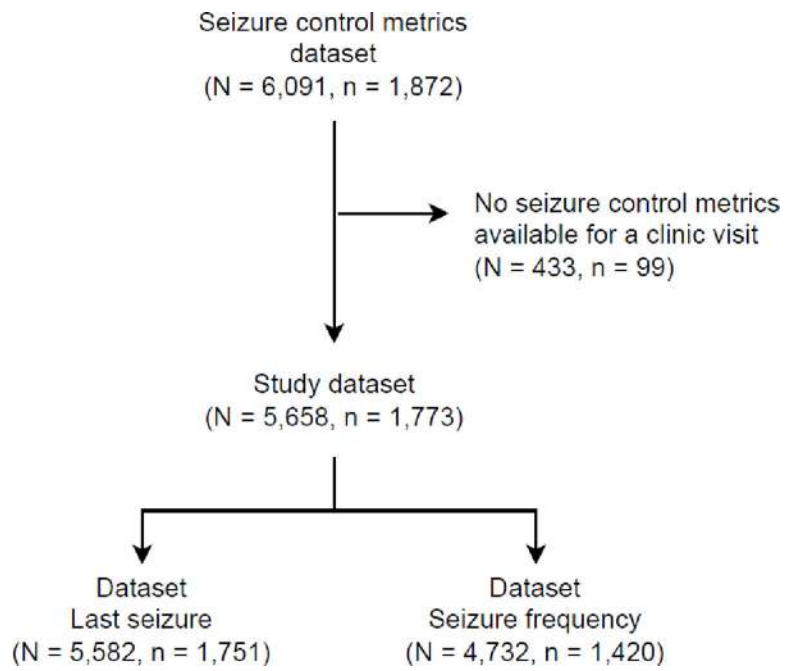 Seizure control metrics
dataset
(N = 6,091, n = 1,872)
No seizure control metrics
available for a clinic visit
(N = 433, n = 99)
Study dataset
(N = 5,658, n = 1,773)
Dataset
Last seizure
(N = 5,582, n = 1,751)
Dataset
Seizure frequency
(N = 4,732, n = 1,420)